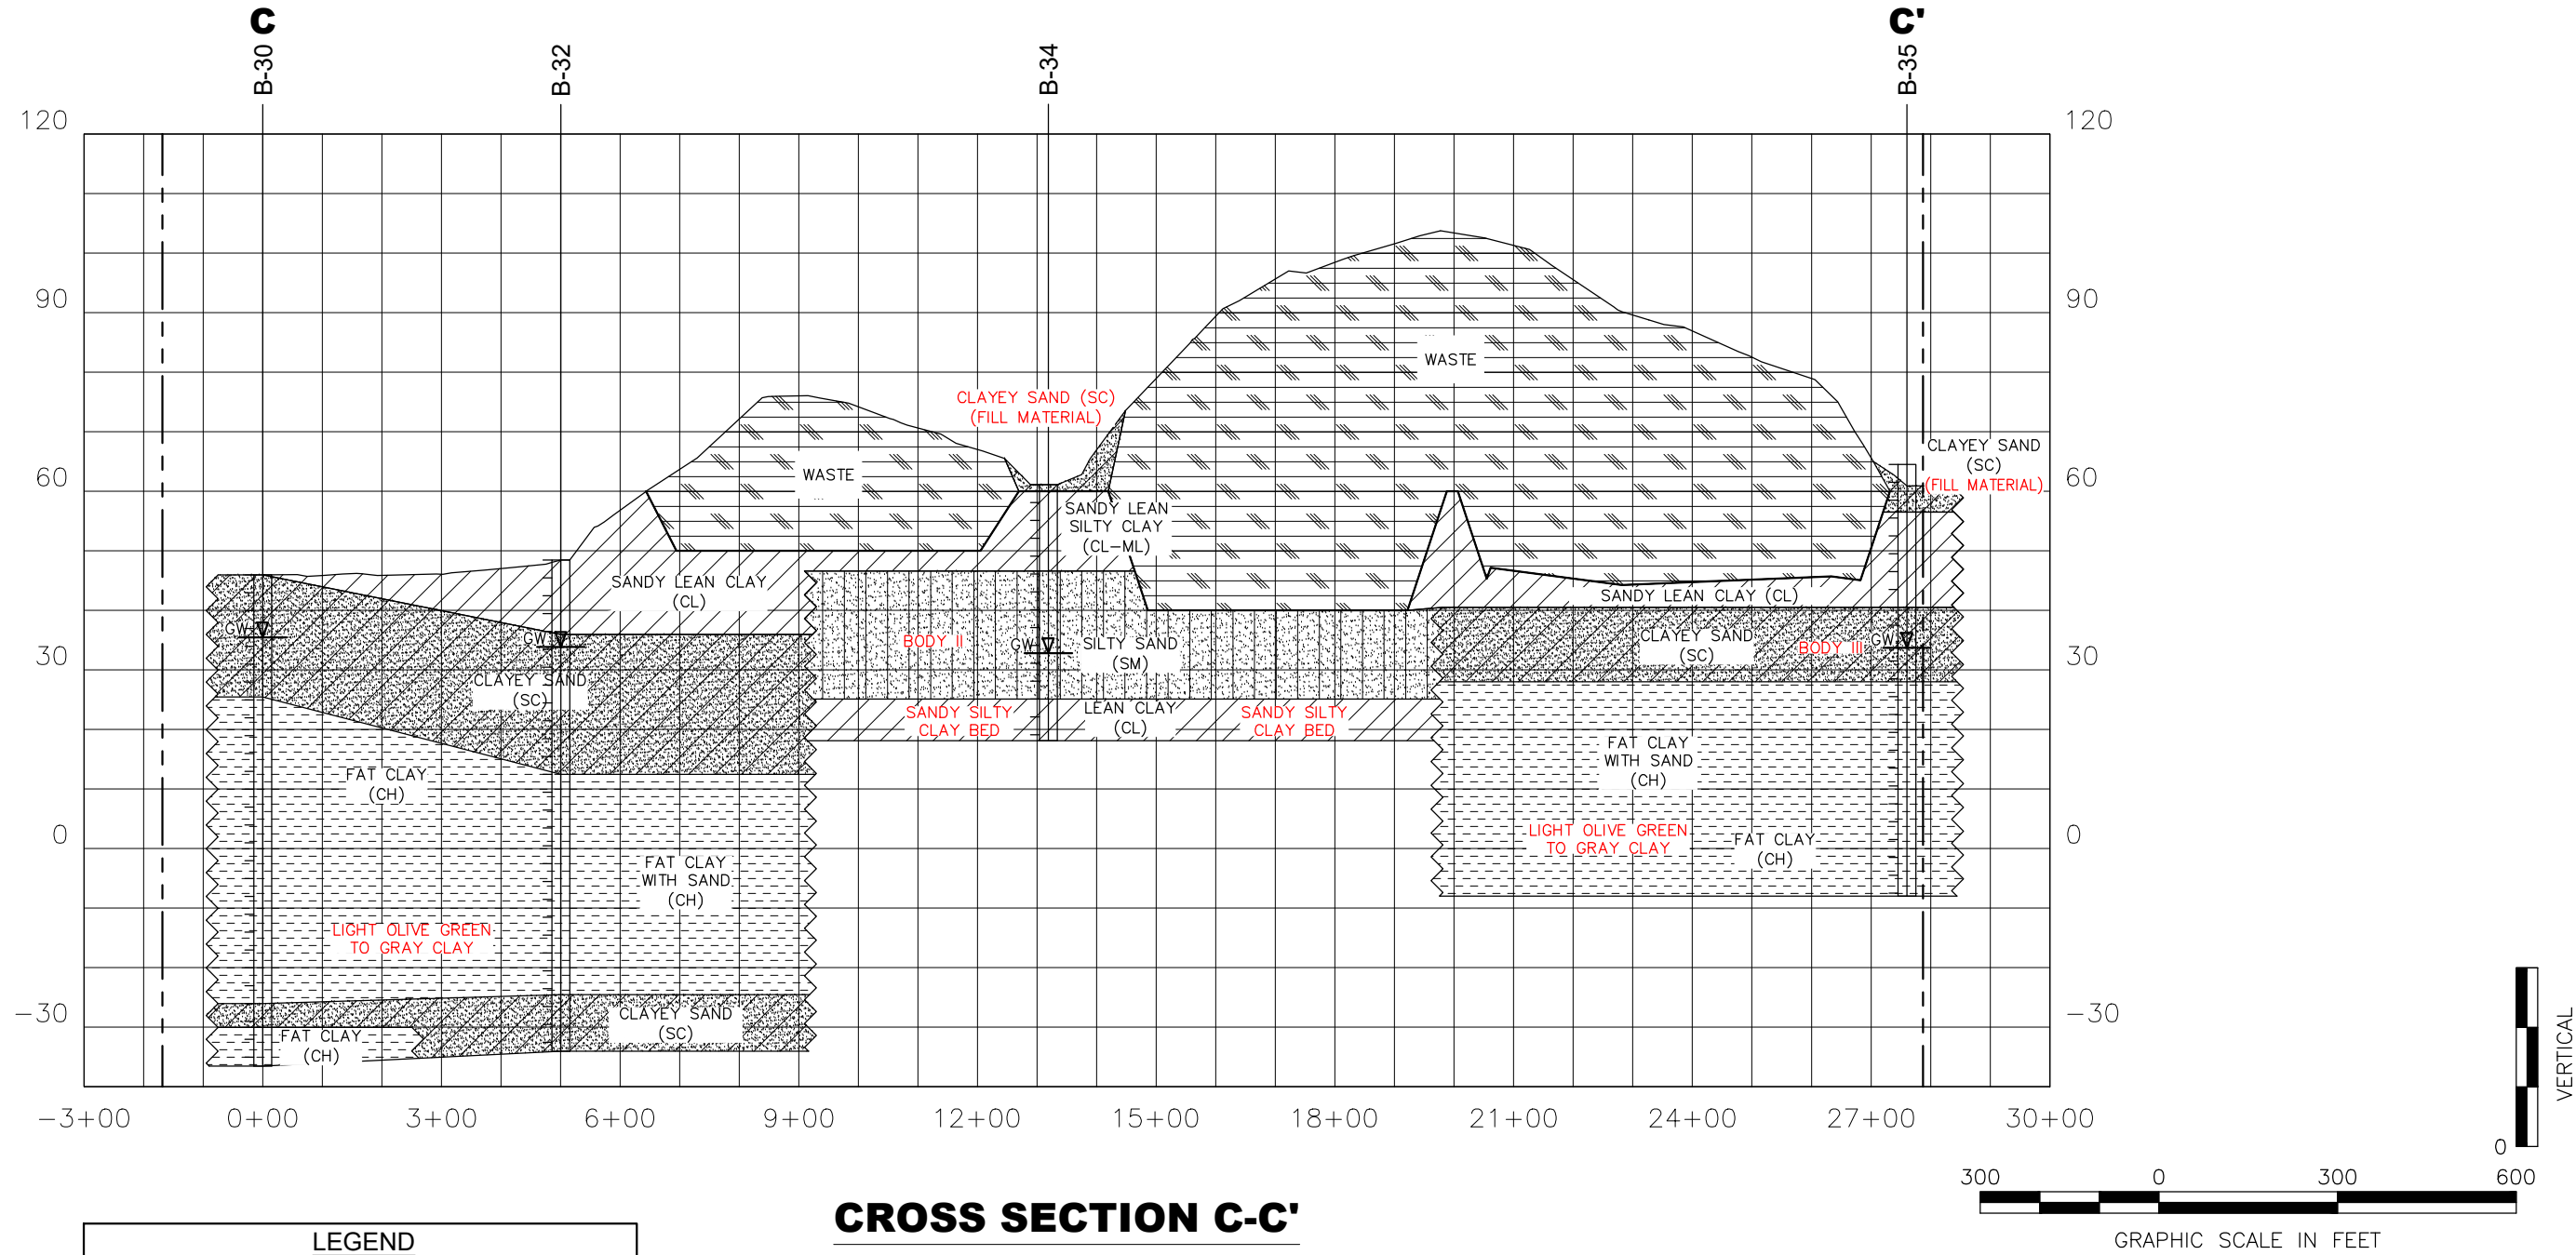 C
C'
B-30
B-32
B-34
B-35
120
120
90
90
60
60
30
30
0
0
-30
-30
CLAYEY SAND (SC)
(FILL MATERIAL)
WASTE
WASTE
CLAYEY SAND
(SC)
(FILL MATERIAL)
SANDY LEAN
SILTY CLAY
(CL-ML)
SANDY LEAN CLAY
(CL)
SANDY LEAN CLAY (CL)
GW
GW
GW
GW
BODY II
SILTY SAND
(SM)
CLAYEY SAND
(SC)
BODY III
CLAYEY SAND
(SC)
SANDY SILTY
CLAY BED
LEAN CLAY
(CL)
SANDY SILTY
CLAY BED
FAT CLAY
(CH)
FAT CLAY
WITH SAND
(CH)
LIGHT OLIVE GREEN
TO GRAY CLAY
FAT CLAY
(CH)
FAT CLAY
WITH SAND
(CH)
LIGHT OLIVE GREEN
TO GRAY CLAY
CLAYEY SAND
(SC)
FAT CLAY
(CH)
-3+00
0+00
3+00
6+00
9+00
12+00
15+00
18+00
21+00
24+00
27+00
30+00
VERTICAL
0
300
0
300
600
GRAPHIC SCALE IN FEET
CROSS SECTION C-C'
LEGEND